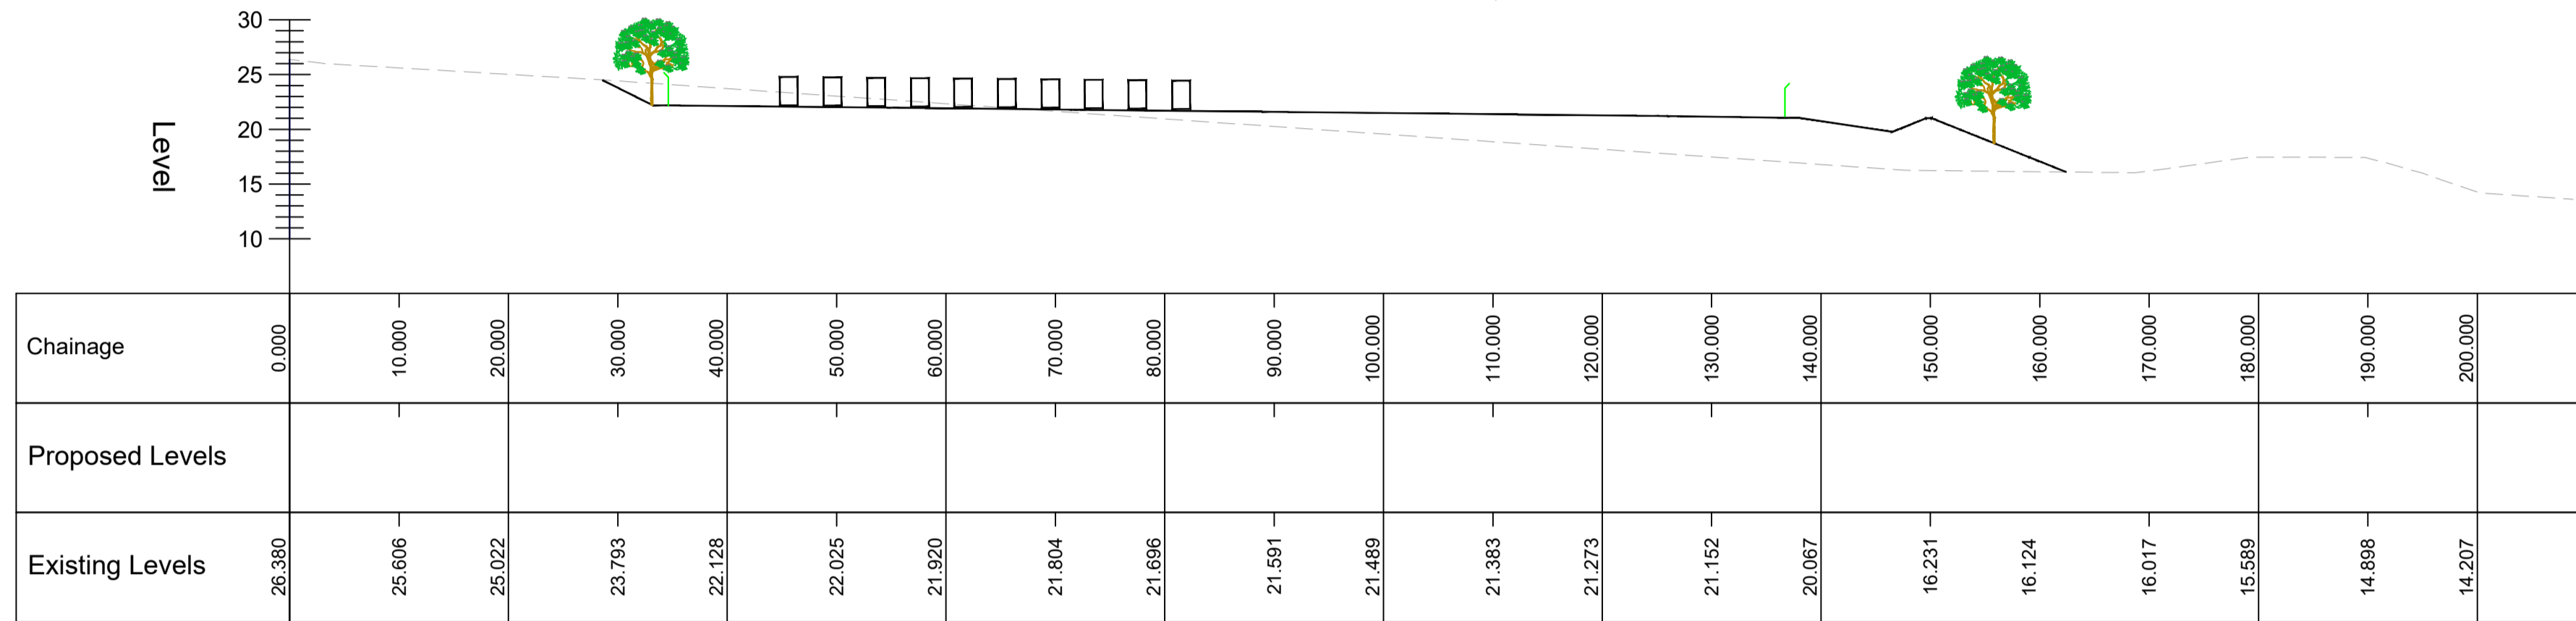 30
25
20
15
10
Level
Chainage
0.000 10.000 20.000 30.000 40.000 50.000 60.000 70.000 80.000 90.000 100.000 110.000 120.000 130.000 140.000 150.000 160.000 170.000 180.000 190.000 200.000
Proposed Levels
Existing Levels
26.380 25.606 25.022 23.793 22.128 22.025 21.920 21.804 21.696 21.591 21.489 21.383 21.273 21.152 20.067 16.231 16.124 16.017 15.589 14.898 14.207